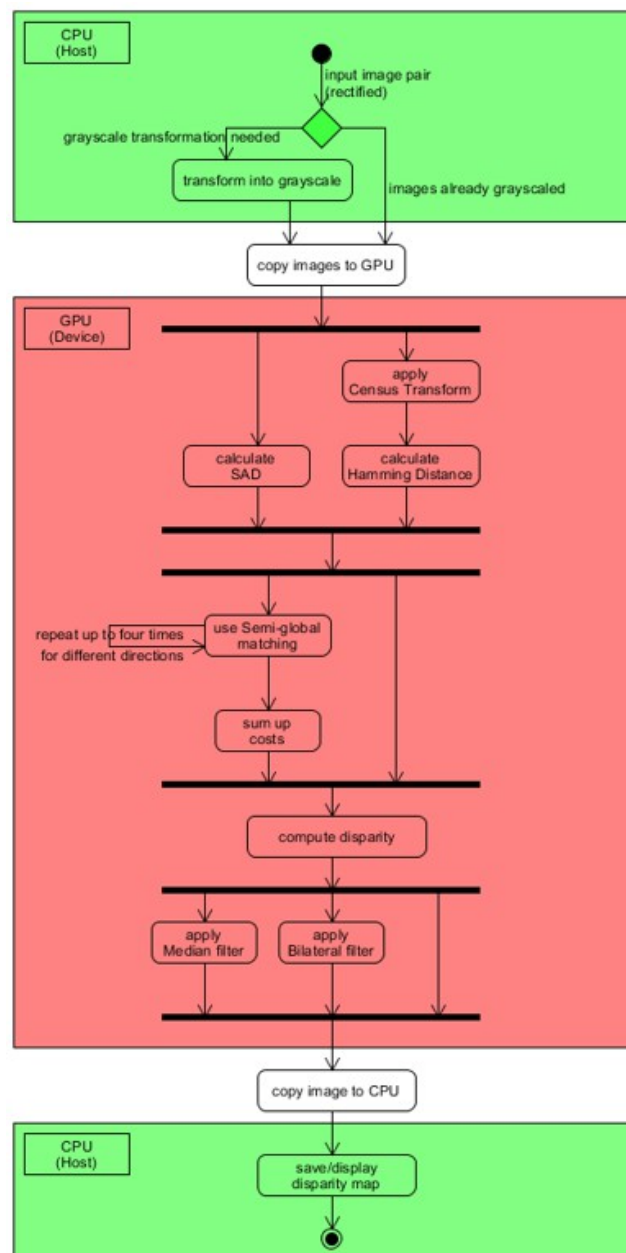 CPU
(Host)
input image pair
(rectified)
grayscale transformation needed
transform into grayscale
images already grayscaled
copy images to GPU
GPU
(Device)
apply
Census Transform
calculate
SAD
calculate
Hamming Distance
repeat up to four times
for different directions
use Semi-global
matching
sum up
costs
compute disparity
apply
Median filter
apply
Bilateral filter
copy image to CPU
CPU
(Host)
save/display
disparity map